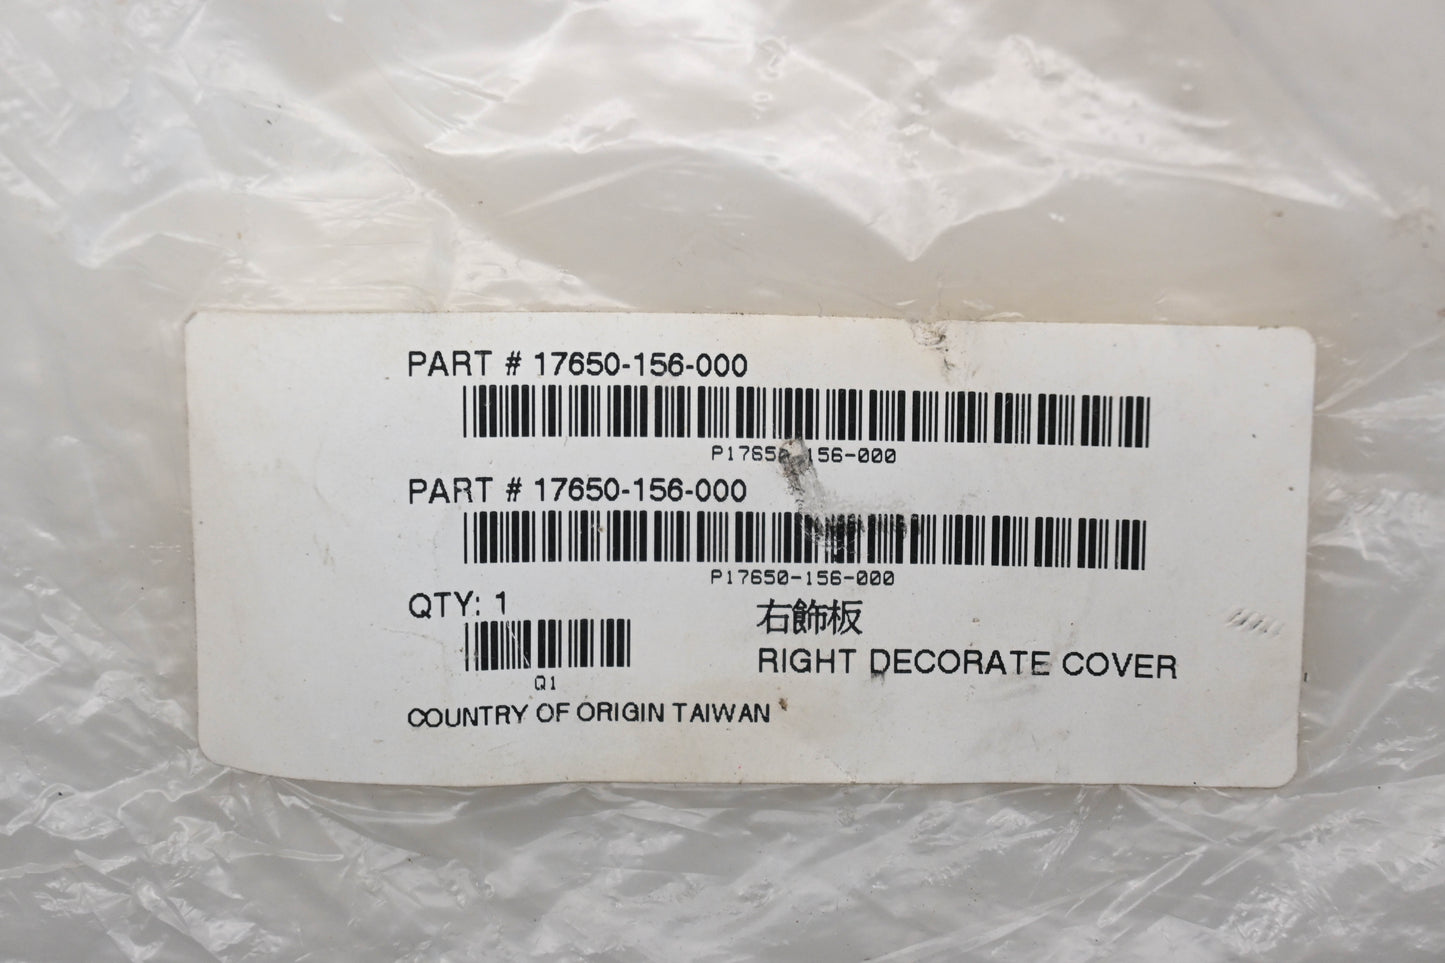 PART # 17650-156-000
P17650-156-000
PART # 17650-156-000
P17650-156-000
QTY: 1
Q1
右飾板
RIGHT DECORATE COVER
COUNTRY OF ORIGIN TAIWAN